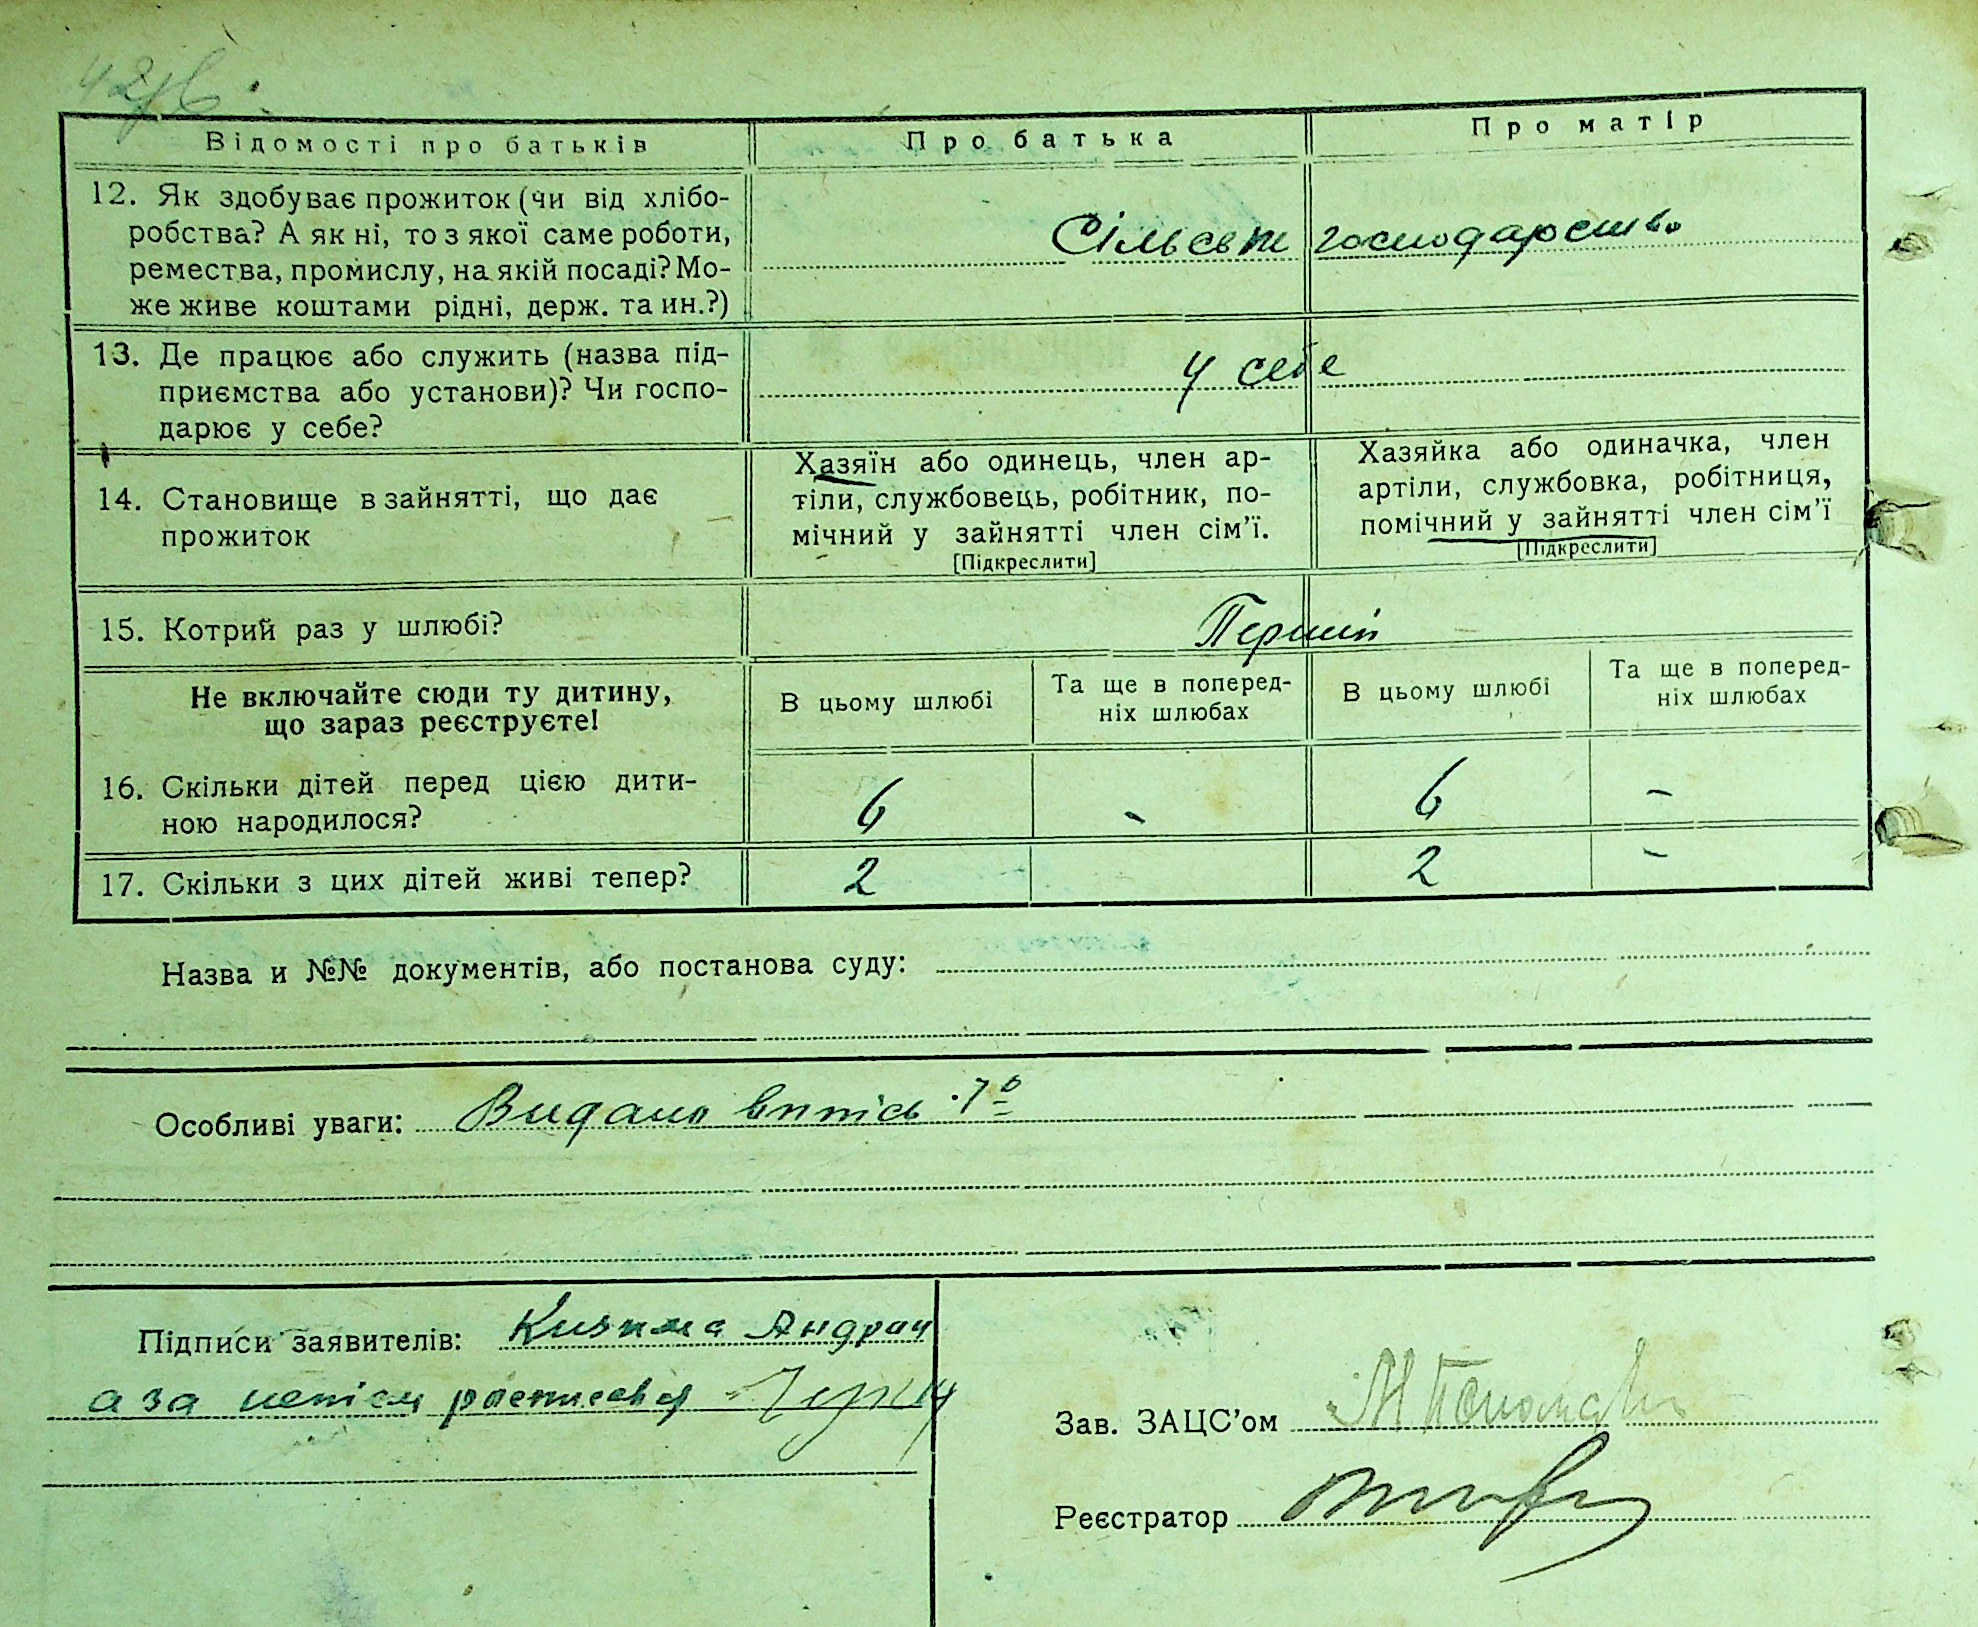 Відомості про батьків
Про батька
Про матір
12. Як здобуває прожиток (чи від хлібо-
робства? А як ні, то з якої саме роботи,
ремества, промислу, на якій посаді? Мо-
же живе коштами рідні, держ. та ин.?)
господарство
13. Де працює або служить (назва під-
приємства або установи)? Чи госпо-
дарює у себе?
у себе
14. Становище в зайнятті, що дає
прожиток
Хазяїн або одинець, член ар-
тіли, службовець, робітник, по-
мічний у зайнятті член сім’ї.
[Підкреслити]
Хазяйка або одиначка, член
артіли, службовка, робітниця,
помічний у зайнятті член сім’ї
[Підкреслити]
15. Котрий раз у шлюбі?
Перший
Не включайте сюди ту дитину,
що зараз реєструєте!
В цьому шлюбі
Та ще в поперед-
ніх шлюбах
В цьому шлюбі
Та ще в поперед-
ніх шлюбах
16. Скільки дітей перед цією дити-
ною народилося?
6 - 6 -
17. Скільки з цих дітей живі тепер?
2 2 -
Назва и №№ документів, або постанова суду:
Особливі уваги: Видано
Підписи заявителів: Андрій
а за
Зав. ЗАЦС’ом
Реєстратор